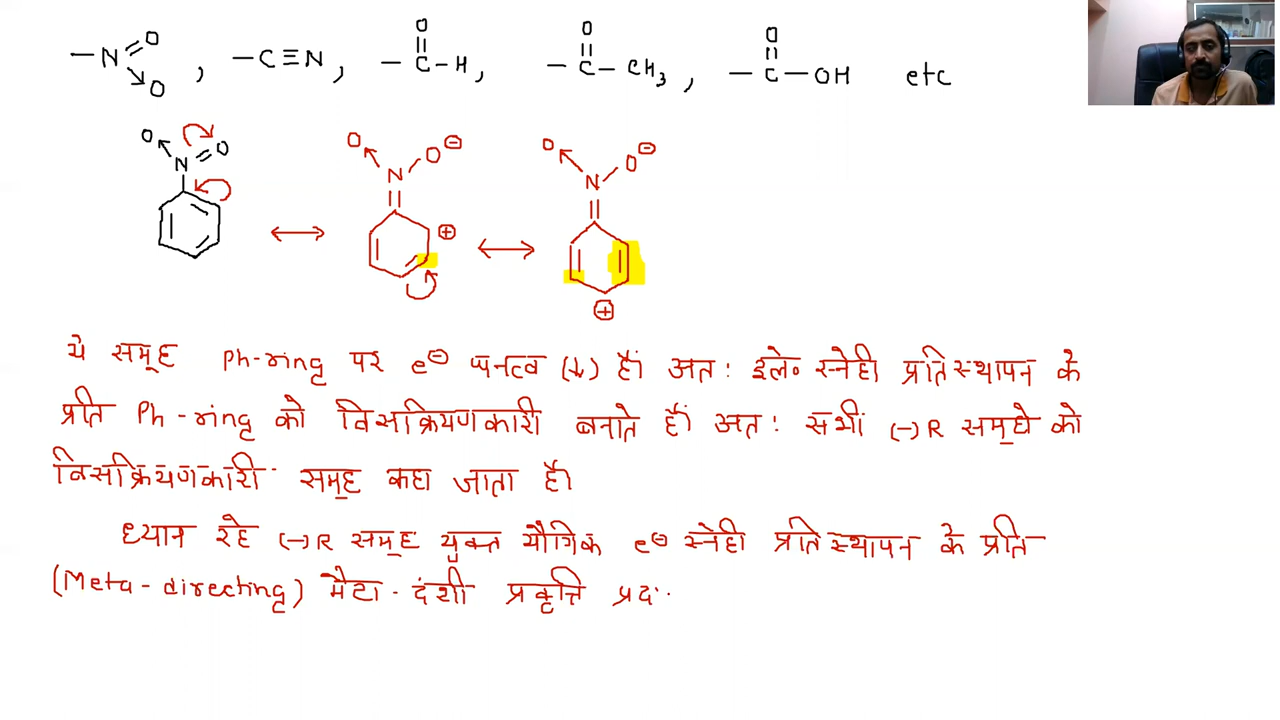 —N=O→O, —C≡N, —C(=O)—H, —C(=O)—CH₃, —C(=O)—OH etc
O N O ↔ O N O⊖ ⊕ ↔ O N O⊖ ⊕
ये समूह Ph-ring पर e⊖ घनत्व (↓) हैं। अत: इले० स्नेही प्रतिस्थापन के
प्रति Ph-ring को विसक्रियणकारी बनाते हैं। अत: सभी (-)R समूघे को
विसक्रियणकारी समूह कहा जाता है।
ध्यान रहे (-)R समूह युक्त यौगिक e⊖ स्नेही प्रतिस्थापन के प्रति
(Meta-directing) मैटा-दंशी प्रकृत्ति प्रद